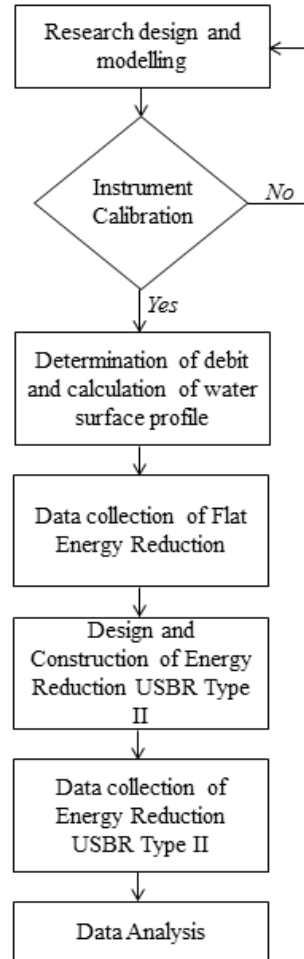 Research design and
modelling
Instrument
Calibration
No
Yes
Determination of debit
and calculation of water
surface profile
Data collection of Flat
Energy Reduction
Design and
Construction of Energy
Reduction USBR Type
II
Data collection of
Energy Reduction
USBR Type II
Data Analysis